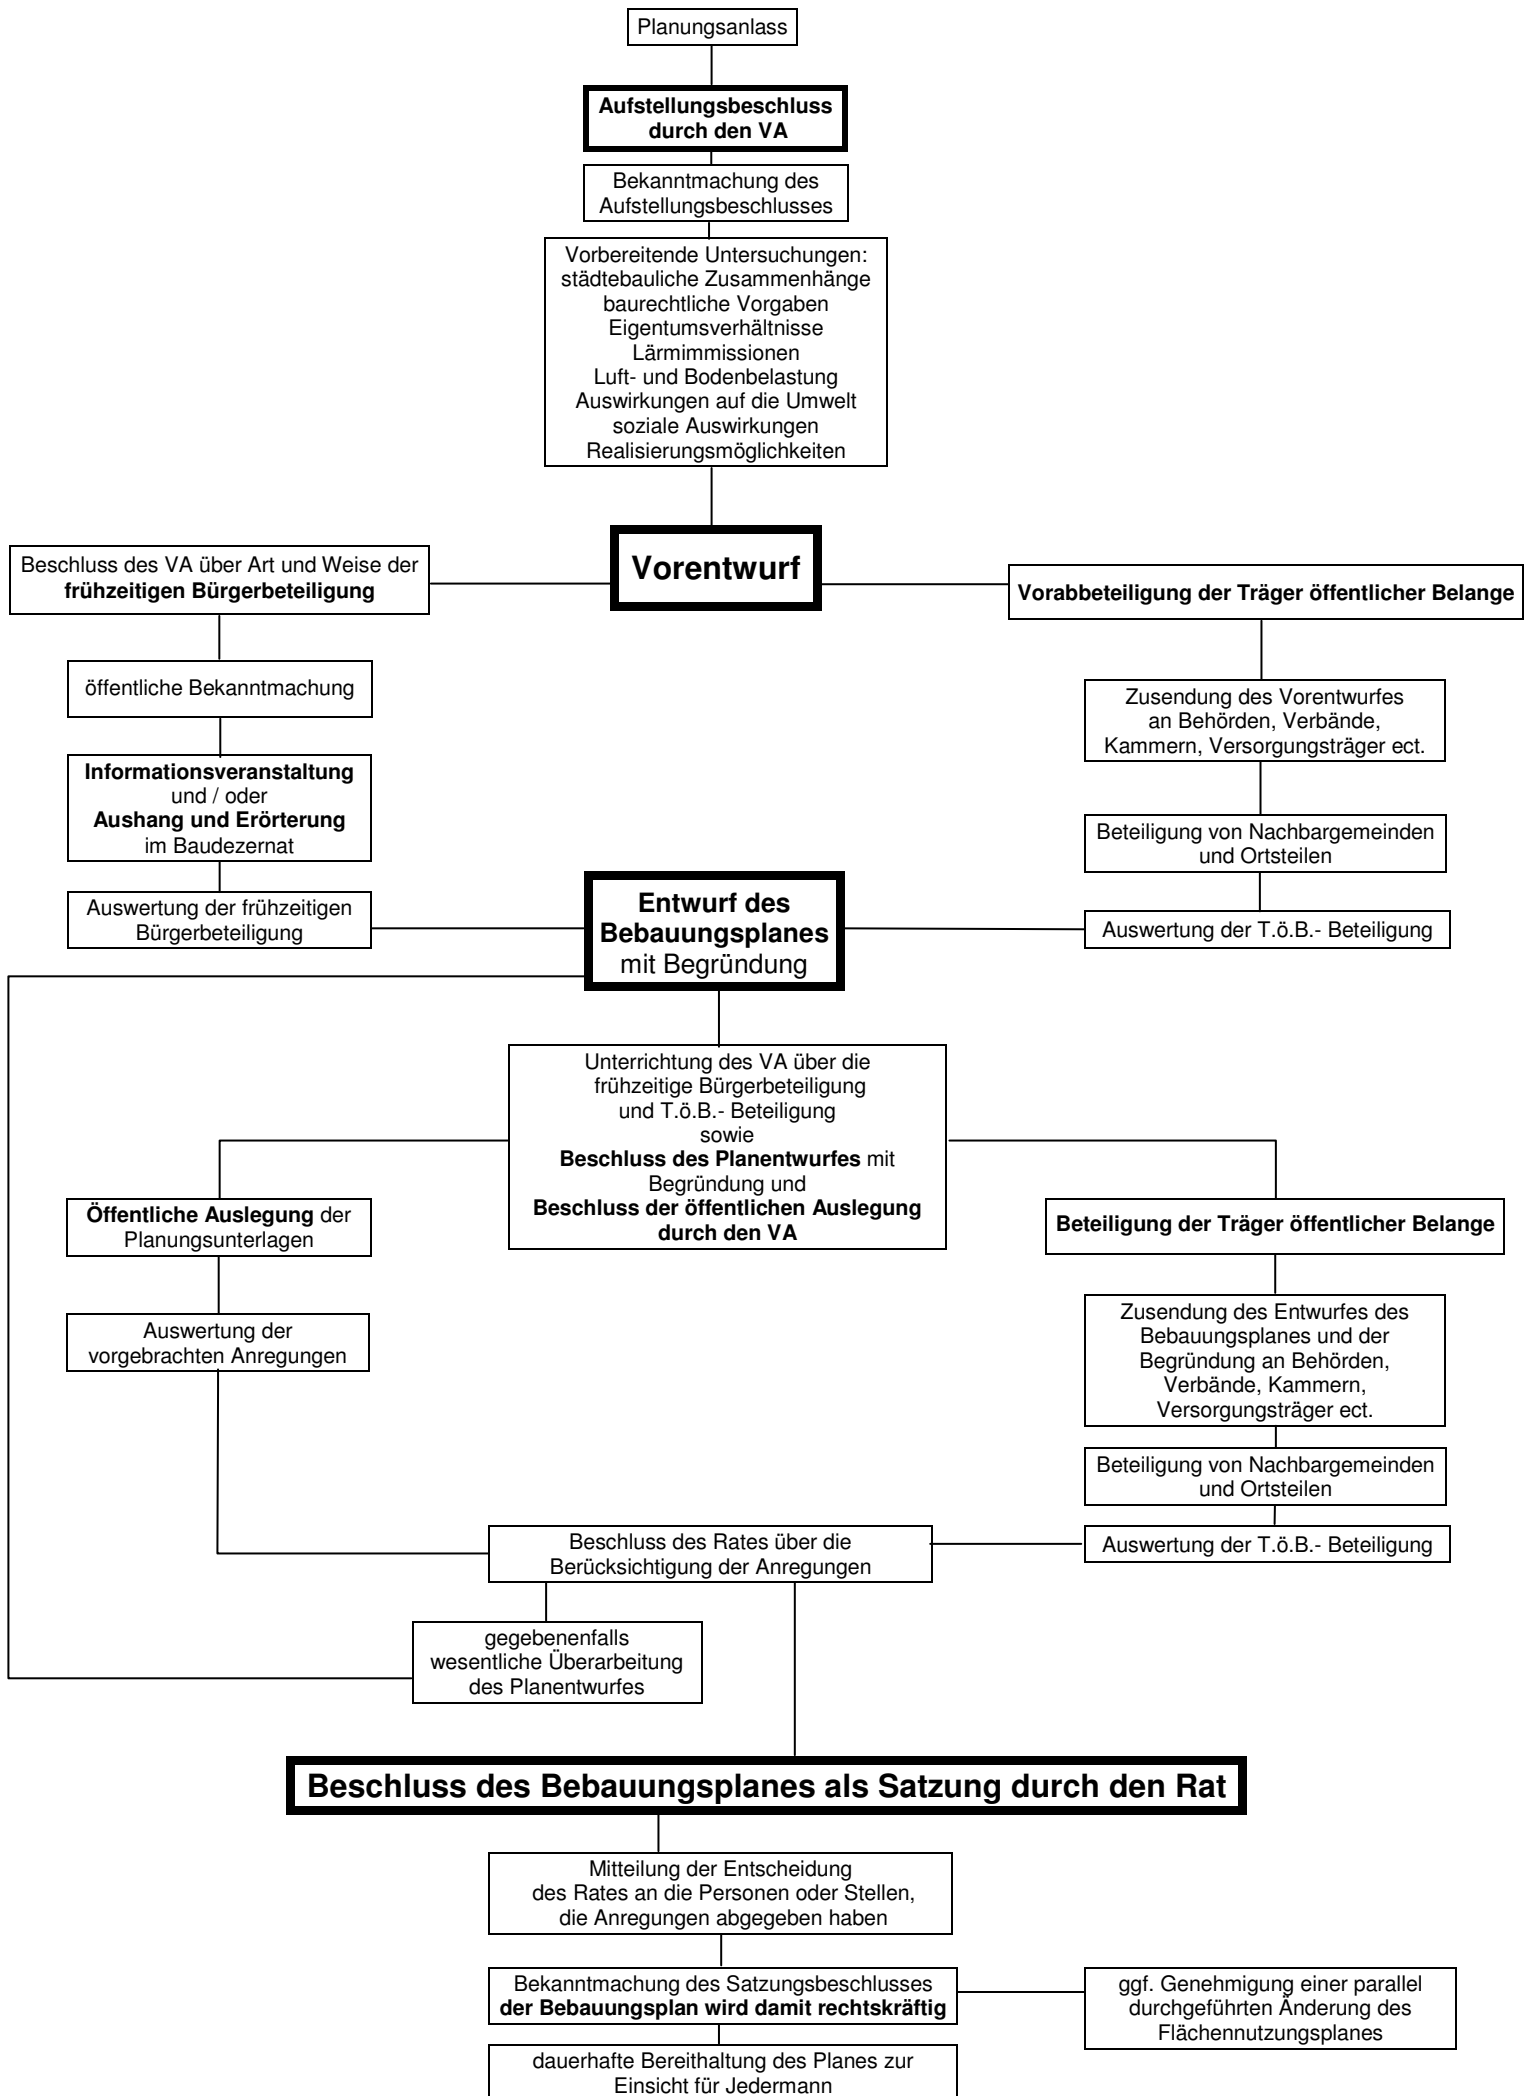 Planungsanlass
Aufstellungsbeschluss
durch den VA
Bekanntmachung des
Aufstellungsbeschlusses
Vorbereitende Untersuchungen:
städtebauliche Zusammenhänge
baurechtliche Vorgaben
Eigentumsverhältnisse
Lärmimmissionen
Luft- und Bodenbelastung
Auswirkungen auf die Umwelt
soziale Auswirkungen
Realisierungsmöglichkeiten
Vorentwurf
Beschluss des VA über Art und Weise der
frühzeitigen Bürgerbeteiligung
öffentliche Bekanntmachung
Informationsveranstaltung
und / oder
Aushang und Erörterung
im Baudezernat
Auswertung der frühzeitigen
Bürgerbeteiligung
Vorabbeteiligung der Träger öffentlicher Belange
Zusendung des Vorentwurfes
an Behörden, Verbände,
Kammern, Versorgungsträger ect.
Beteiligung von Nachbargemeinden
und Ortsteilen
Auswertung der T.ö.B.- Beteiligung
Entwurf des
Bebauungsplanes
mit Begründung
Unterrichtung des VA über die
frühzeitige Bürgerbeteiligung
und T.ö.B.- Beteiligung
sowie
Beschluss des Planentwurfes mit
Begründung und
Beschluss der öffentlichen Auslegung
durch den VA
Öffentliche Auslegung der
Planungsunterlagen
Auswertung der
vorgebrachten Anregungen
Beteiligung der Träger öffentlicher Belange
Zusendung des Entwurfes des
Bebauungsplanes und der
Begründung an Behörden,
Verbände, Kammern,
Versorgungsträger ect.
Beteiligung von Nachbargemeinden
und Ortsteilen
Auswertung der T.ö.B.- Beteiligung
Beschluss des Rates über die
Berücksichtigung der Anregungen
gegebenenfalls
wesentliche Überarbeitung
des Planentwurfes
Beschluss des Bebauungsplanes als Satzung durch den Rat
Mitteilung der Entscheidung
des Rates an die Personen oder Stellen,
die Anregungen abgegeben haben
Bekanntmachung des Satzungsbeschlusses
der Bebauungsplan wird damit rechtskräftig
ggf. Genehmigung einer parallel
durchgeführten Änderung des
Flächennutzungsplanes
dauerhafte Bereithaltung des Planes zur
Einsicht für Jedermann